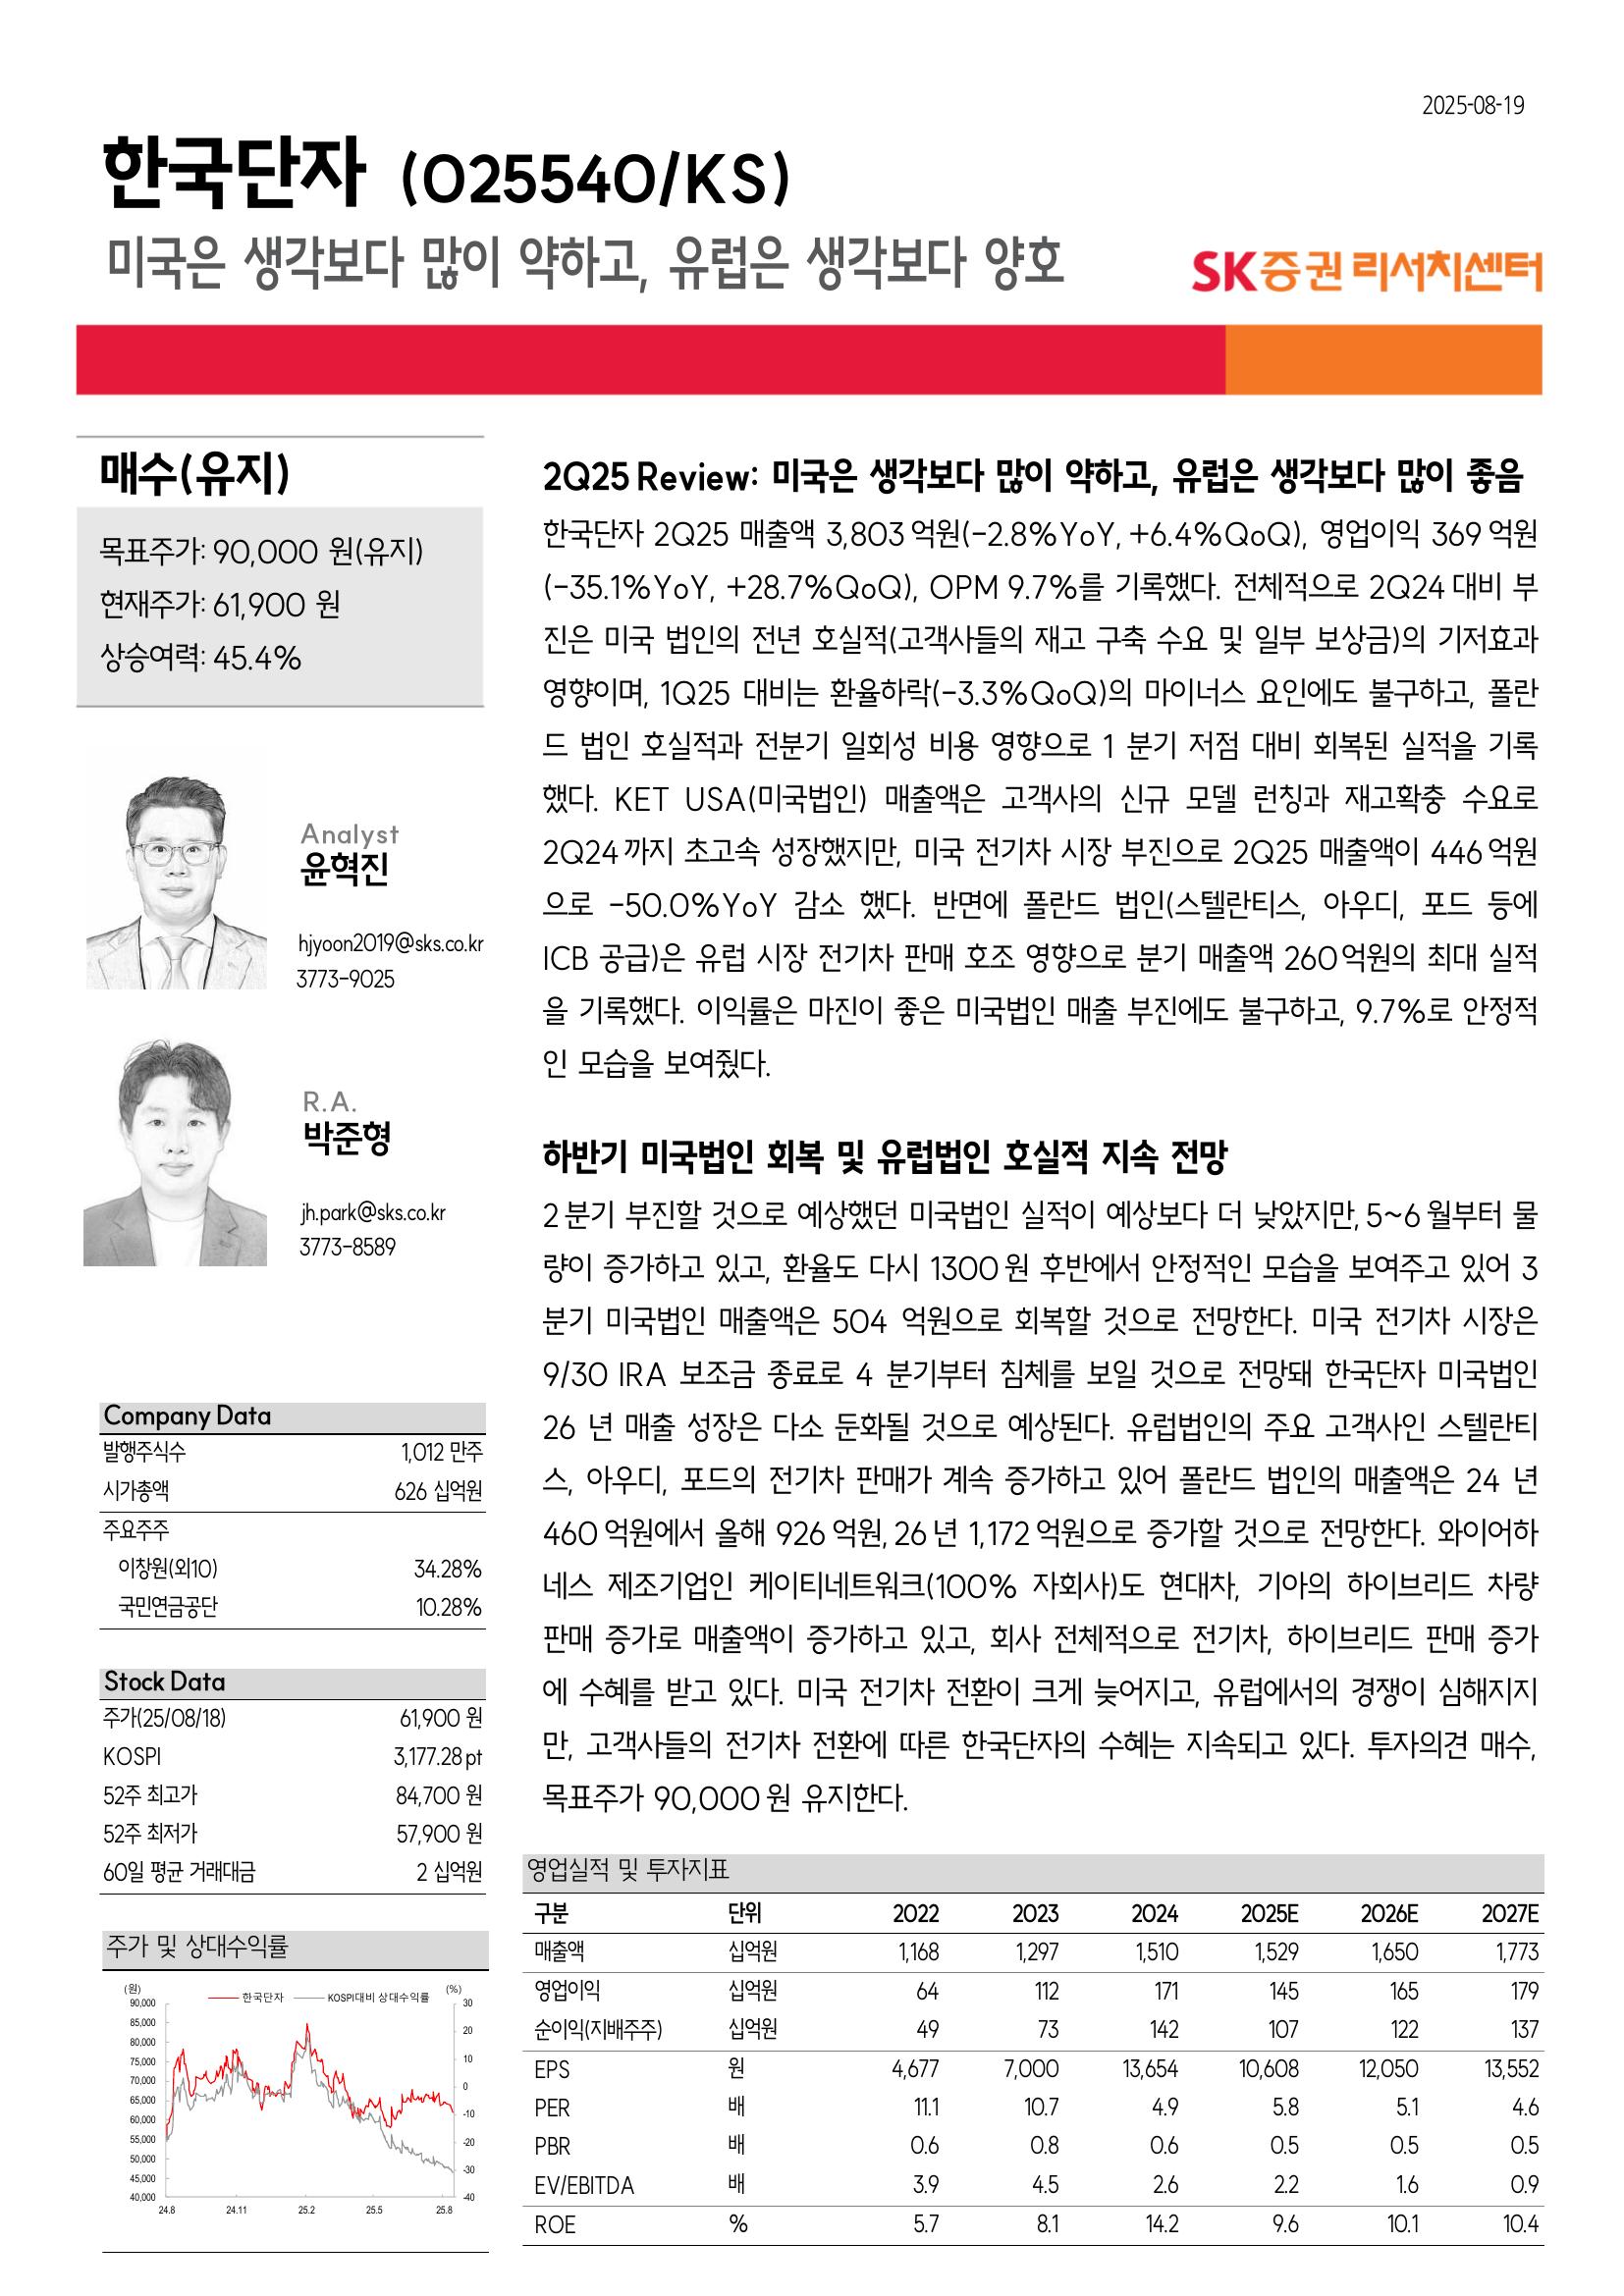 2025-08-19
한국단자 (025540/KS)
미국은 생각보다 많이 약하고, 유럽은 생각보다 양호
SK증권 리서치센터
매수(유지)
목표주가: 90,000 원(유지)
현재주가: 61,900 원
상승여력: 45.4%
Analyst
윤혁진
hjyoon2019@sks.co.kr
3773-9025
R.A.
박준형
jh.park@sks.co.kr
3773-8589
Company Data
발행주식수 1,012 만주
시가총액 626 십억원
주요주주
이창원(외10) 34.28%
국민연금공단 10.28%
Stock Data
주가(25/08/18) 61,900 원
KOSPI 3,177.28 pt
52주 최고가 84,700 원
52주 최저가 57,900 원
60일 평균 거래대금 2 십억원
주가 및 상대수익률
(원) 한국단자 KOSPI대비 상대수익률 (%)
90,000 30
85,000
80,000 20
75,000 10
70,000 0
65,000
60,000 -10
55,000 -20
50,000 -30
45,000
40,000 -40
24.8 24.11 25.2 25.5 25.8
2Q25 Review: 미국은 생각보다 많이 약하고, 유럽은 생각보다 많이 좋음
한국단자 2Q25 매출액 3,803 억원(-2.8%YoY, +6.4%QoQ), 영업이익 369 억원
(-35.1%YoY, +28.7%QoQ), OPM 9.7%를 기록했다. 전체적으로 2Q24 대비 부
진은 미국 법인의 전년 호실적(고객사들의 재고 구축 수요 및 일부 보상금)의 기저효과
영향이며, 1Q25 대비는 환율하락(-3.3%QoQ)의 마이너스 요인에도 불구하고, 폴란
드 법인 호실적과 전분기 일회성 비용 영향으로 1 분기 저점 대비 회복된 실적을 기록
했다. KET USA(미국법인) 매출액은 고객사의 신규 모델 런칭과 재고확충 수요로
2Q24 까지 초고속 성장했지만, 미국 전기차 시장 부진으로 2Q25 매출액이 446 억원
으로 -50.0%YoY 감소 했다. 반면에 폴란드 법인(스텔란티스, 아우디, 포드 등에
ICB 공급)은 유럽 시장 전기차 판매 호조 영향으로 분기 매출액 260 억원의 최대 실적
을 기록했다. 이익률은 마진이 좋은 미국법인 매출 부진에도 불구하고, 9.7%로 안정적
인 모습을 보여줬다.
하반기 미국법인 회복 및 유럽법인 호실적 지속 전망
2 분기 부진할 것으로 예상했던 미국법인 실적이 예상보다 더 낮았지만, 5~6 월부터 물
량이 증가하고 있고, 환율도 다시 1300 원 후반에서 안정적인 모습을 보여주고 있어 3
분기 미국법인 매출액은 504 억원으로 회복할 것으로 전망한다. 미국 전기차 시장은
9/30 IRA 보조금 종료로 4 분기부터 침체를 보일 것으로 전망돼 한국단자 미국법인
26 년 매출 성장은 다소 둔화될 것으로 예상된다. 유럽법인의 주요 고객사인 스텔란티
스, 아우디, 포드의 전기차 판매가 계속 증가하고 있어 폴란드 법인의 매출액은 24 년
460 억원에서 올해 926 억원, 26 년 1,172 억원으로 증가할 것으로 전망한다. 와이어하
네스 제조기업인 케이티네트워크(100% 자회사)도 현대차, 기아의 하이브리드 차량
판매 증가로 매출액이 증가하고 있고, 회사 전체적으로 전기차, 하이브리드 판매 증가
에 수혜를 받고 있다. 미국 전기차 전환이 크게 늦어지고, 유럽에서의 경쟁이 심해지지
만, 고객사들의 전기차 전환에 따른 한국단자의 수혜는 지속되고 있다. 투자의견 매수,
목표주가 90,000 원 유지한다.
영업실적 및 투자지표
구분 단위 2022 2023 2024 2025E 2026E 2027E
매출액 십억원 1,168 1,297 1,510 1,529 1,650 1,773
영업이익 십억원 64 112 171 145 165 179
순이익(지배주주) 십억원 49 73 142 107 122 137
EPS 원 4,677 7,000 13,654 10,608 12,050 13,552
PER 배 11.1 10.7 4.9 5.8 5.1 4.6
PBR 배 0.6 0.8 0.6 0.5 0.5 0.5
EV/EBITDA 배 3.9 4.5 2.6 2.2 1.6 0.9
ROE % 5.7 8.1 14.2 9.6 10.1 10.4